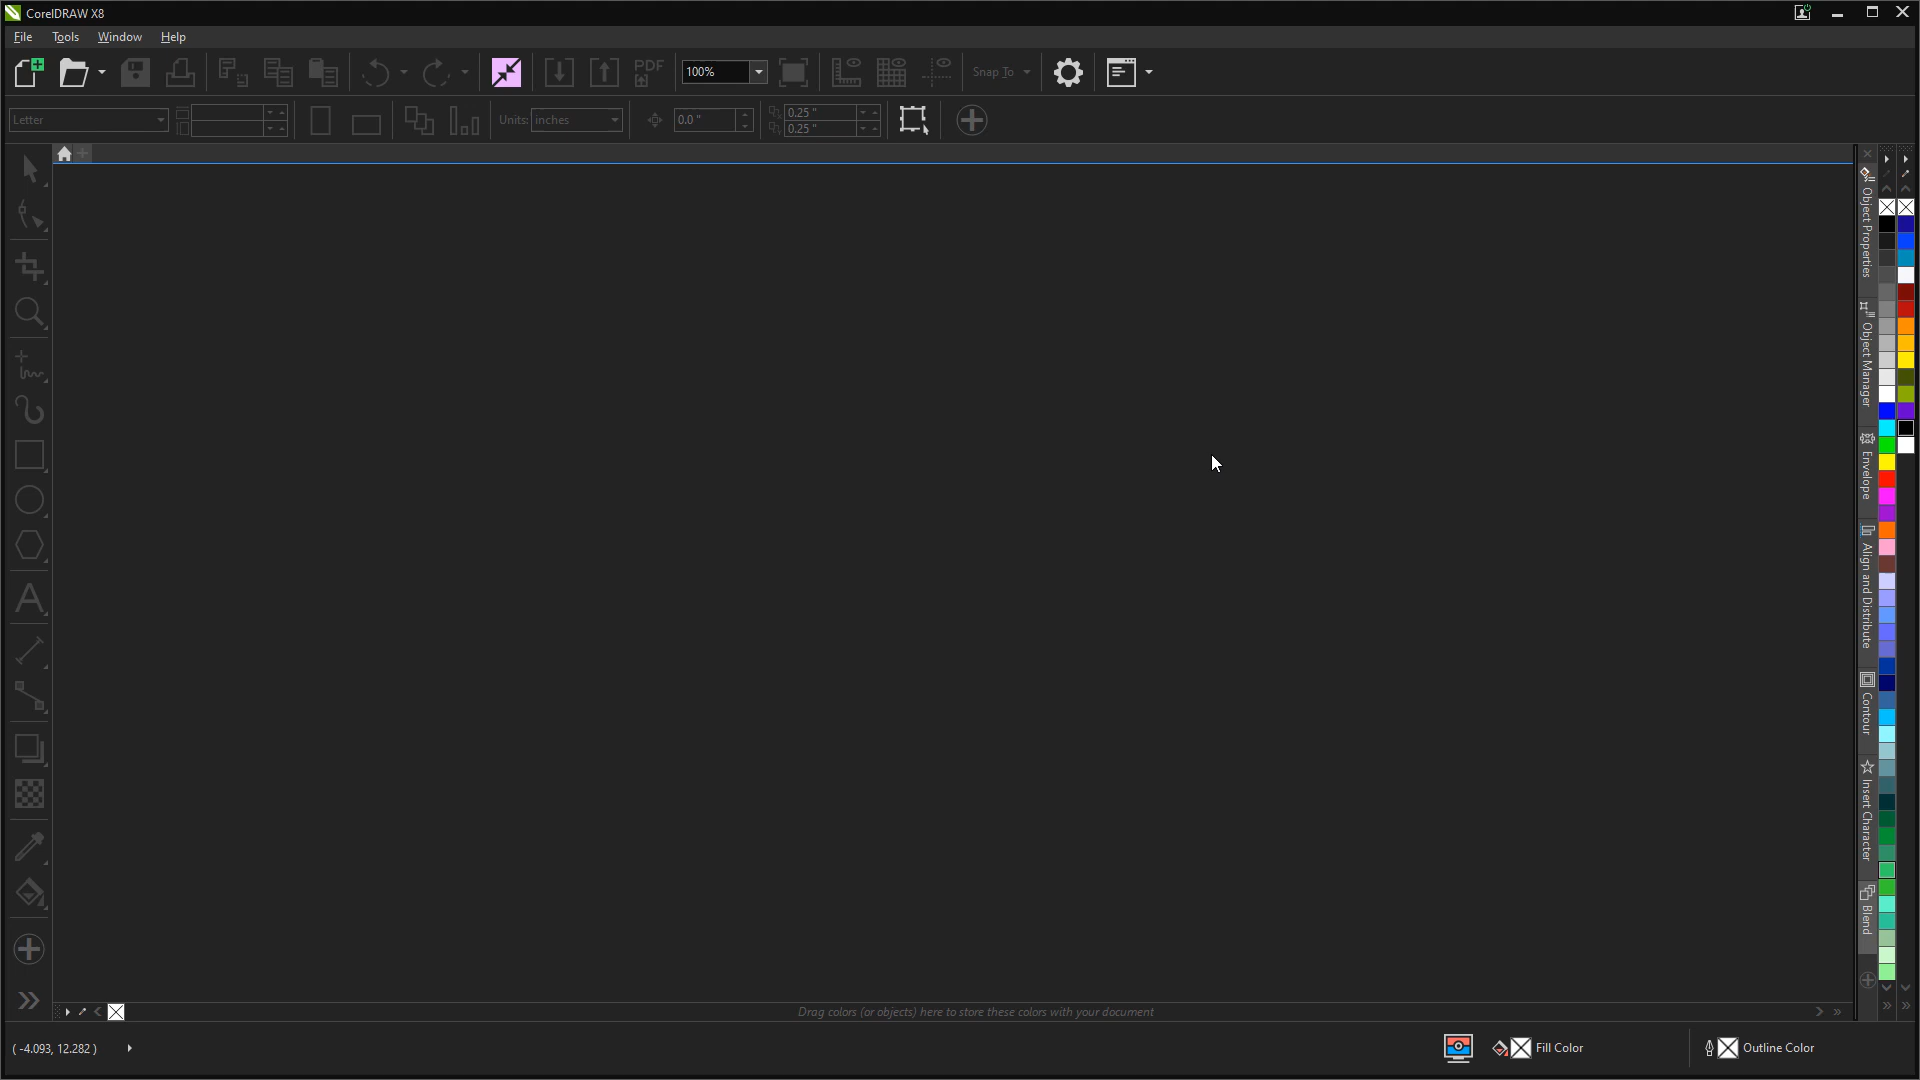 CorelDRAW X8
File Tools Window Help
PDF 100% Snap To
Letter Units: inches 0.0 " 0.25 "
0.25 "
Object Properties
Object Manager
Envelope
Align and Distribute
Contour
Insert Character
Blend
Drag colors (or objects) here to store these colors with your document
( -4.093, 12.282 ) Fill Color Outline Color